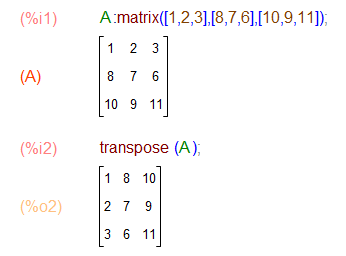 (%i1) A:matrix([1,2,3],[8,7,6],[10,9,11]);
1 2 3
(A) 8 7 6
10 9 11
(%i2) transpose (A);
1 8 10
(%o2) 2 7 9
3 6 11